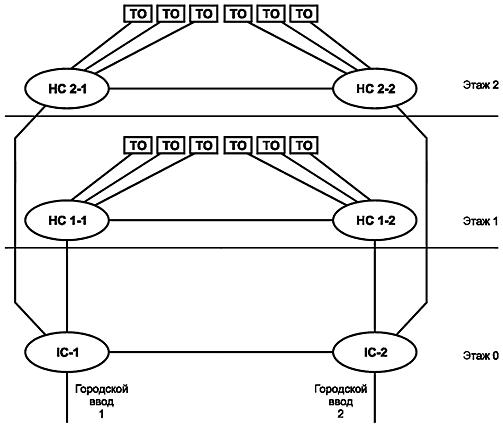 ТО ТО ТО ТО ТО ТО
НС 2-1 НС 2-2
Этаж 2
ТО ТО ТО ТО ТО ТО
НС 1-1 НС 1-2
Этаж 1
IC-1 IC-2
Этаж 0
Городской
ввод
1
Городской
ввод
2